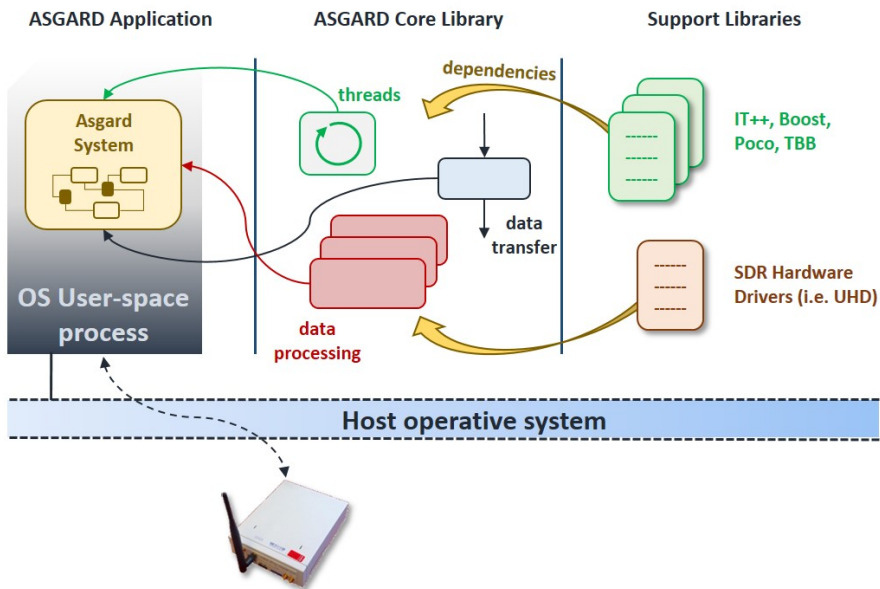 ASGARD Application
ASGARD Core Library
Support Libraries
dependencies
threads
Asgard
System
IT++, Boost,
Poco, TBB
data
transfer
SDR Hardware
Drivers (i.e. UHD)
OS User-space
process
data
processing
Host operative system